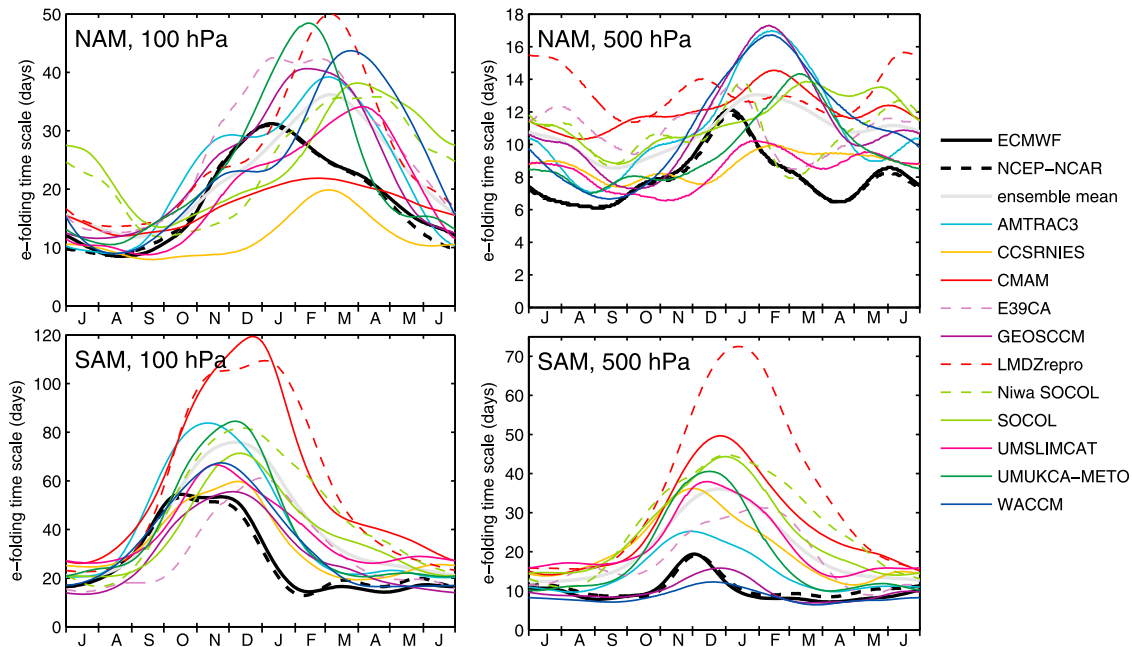 NAM, 100 hPa
e-folding time scale (days)
50
40
30
20
10
0
J A S O N D J F M A M J
NAM, 500 hPa
e-folding time scale (days)
18
16
14
12
10
8
6
4
2
0
J A S O N D J F M A M J
SAM, 100 hPa
e-folding time scale (days)
120
100
80
60
40
20
0
J A S O N D J F M A M J
SAM, 500 hPa
e-folding time scale (days)
70
60
50
40
30
20
10
0
J A S O N D J F M A M J
ECMWF
NCEP-NCAR
ensemble mean
AMTRAC3
CCSRNIES
CMAM
E39CA
GEOSCCM
LMDZrepro
Niwa SOCOL
SOCOL
UMSLIMCAT
UMUKCA-METO
WACCM